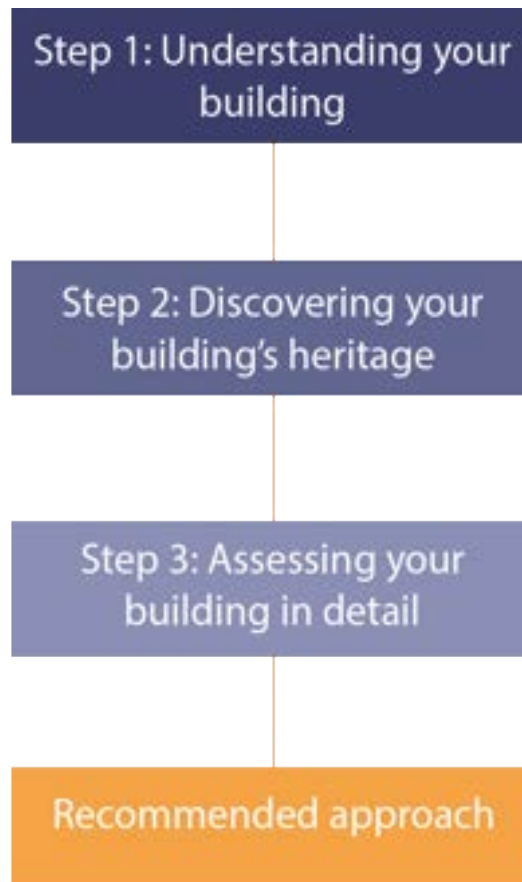 Step 1: Understanding your
building
Step 2: Discovering your
building's heritage
Step 3: Assessing your
building in detail
Recommended approach